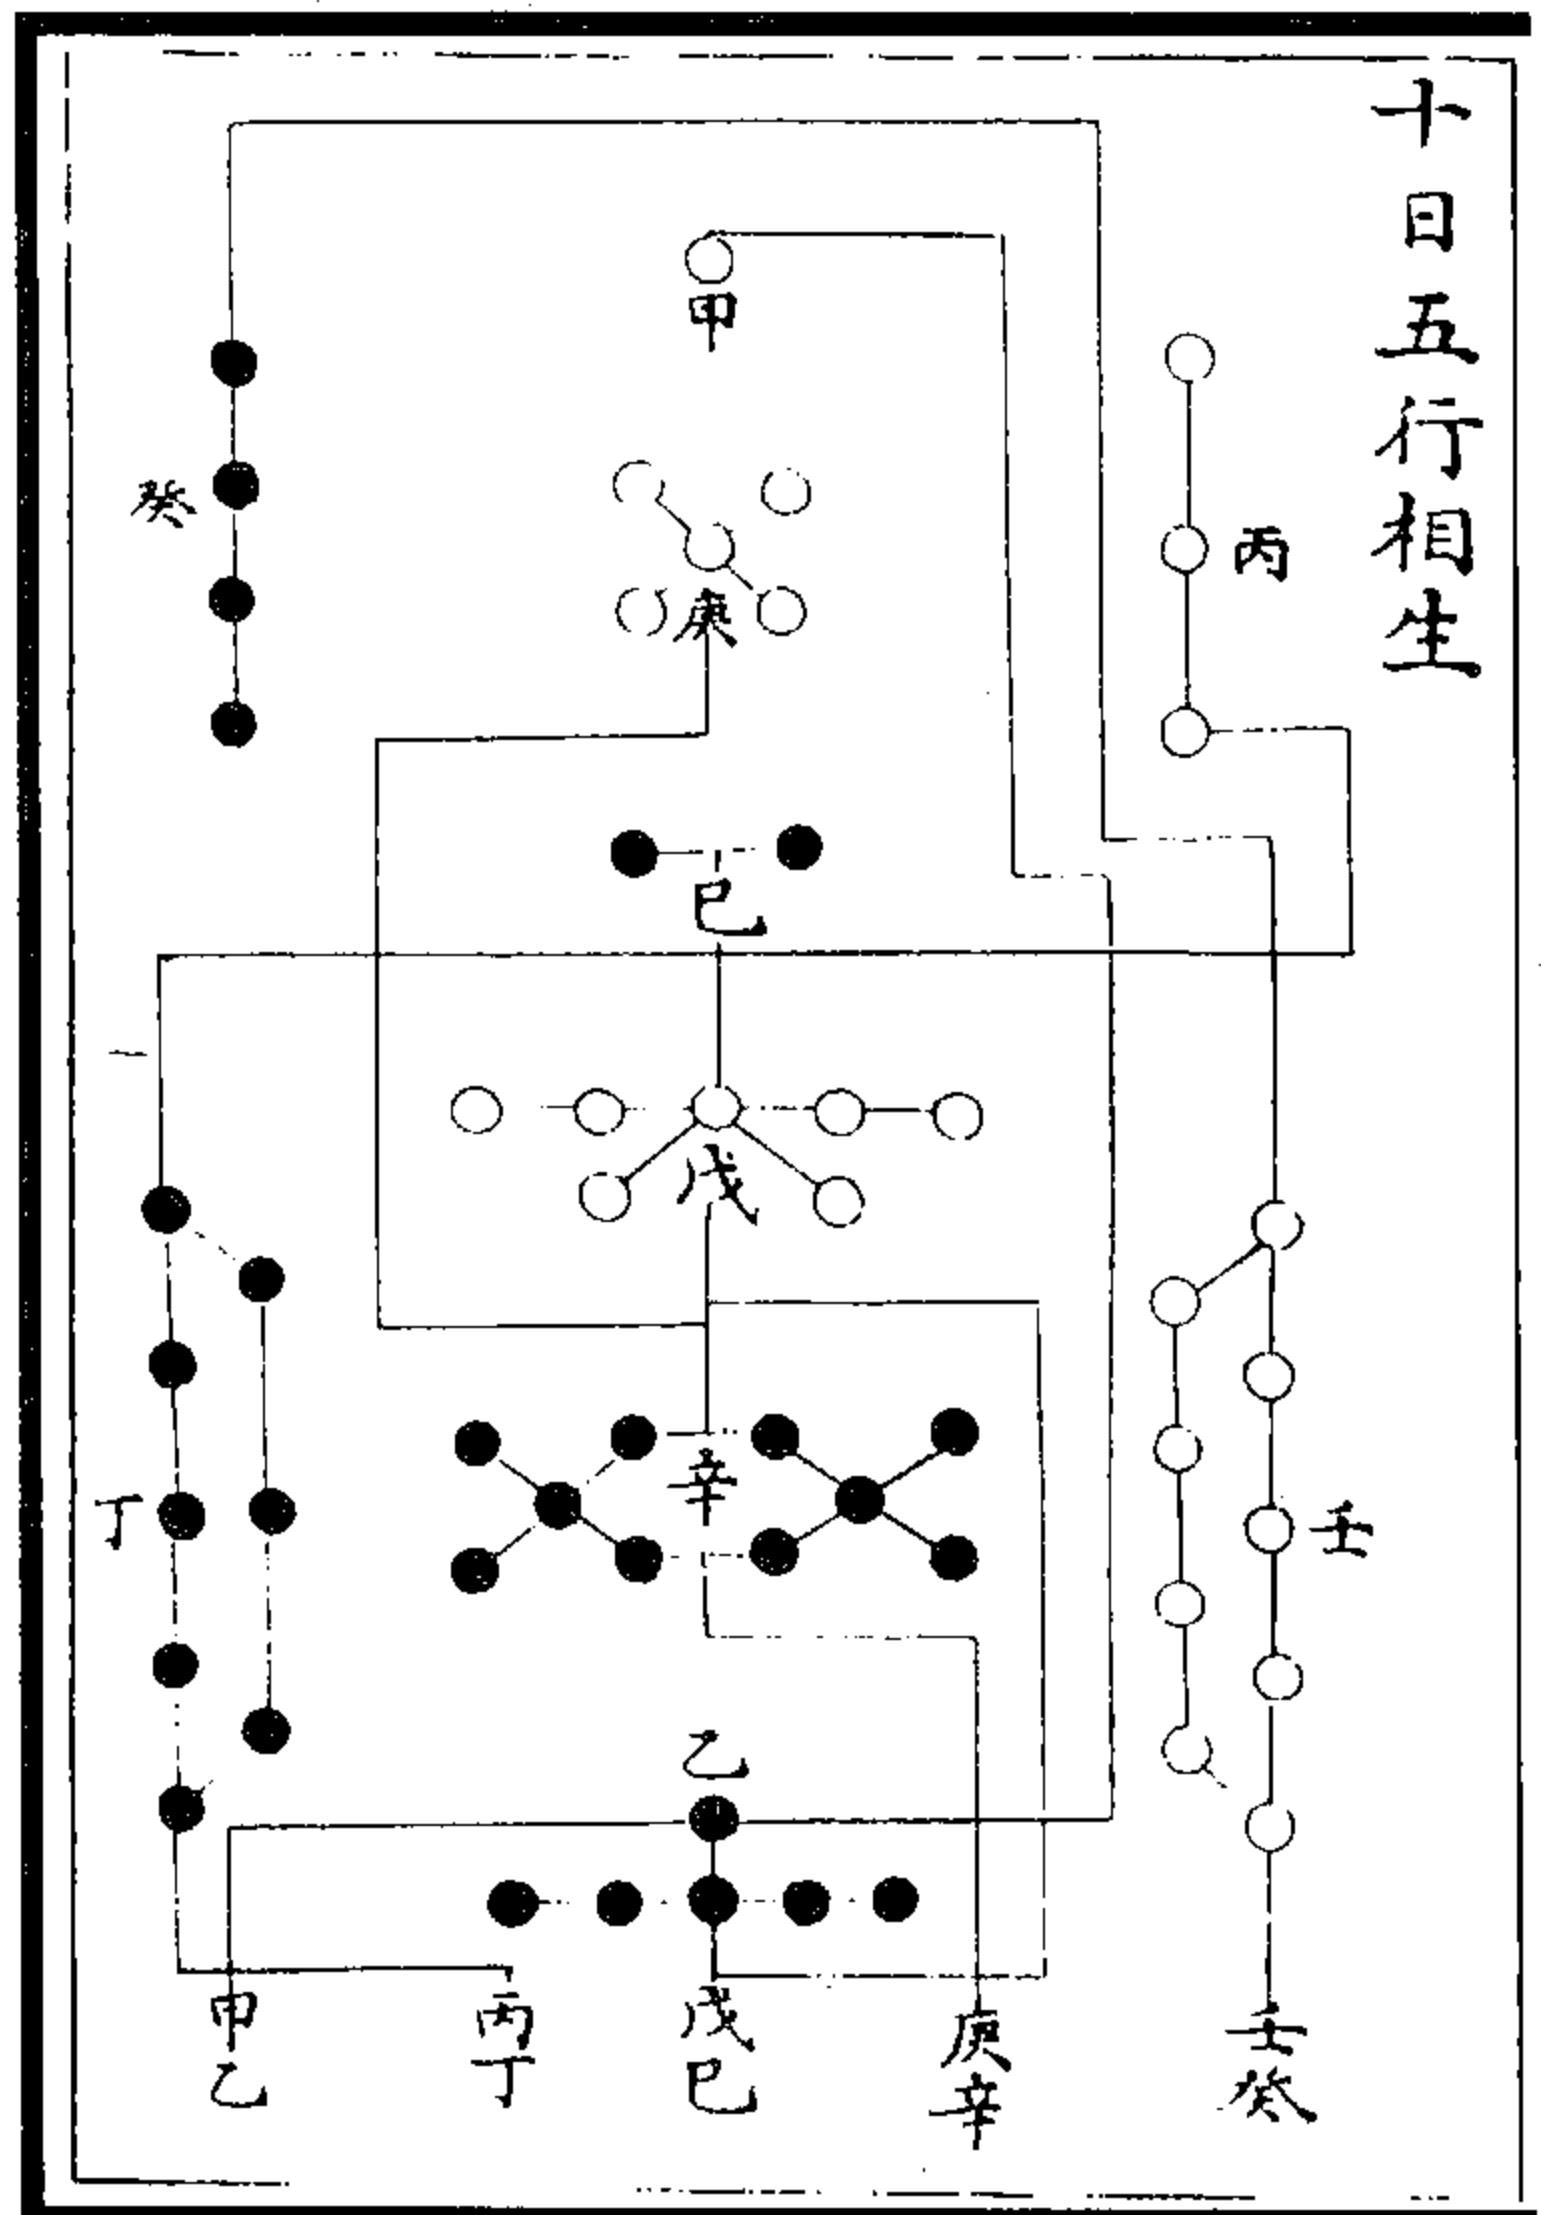 十日五行相生
甲
癸
丙
庚
己
戊
丁
辛
壬
乙
甲乙
丙丁
戊己
庚辛
壬癸